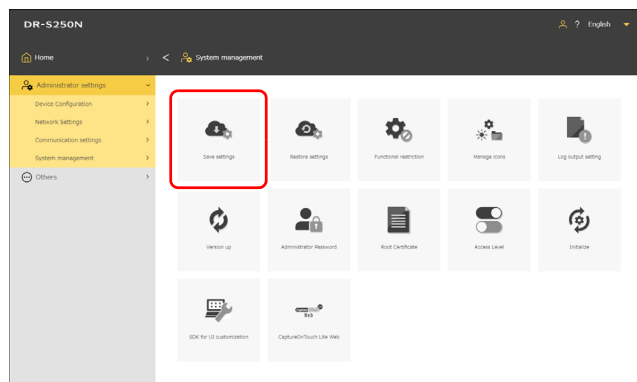 DR-S250N
? English
Home
< System management
Administrator settings
Device Configuration
Network Settings
Communication settings
System management
Others
Save settings
Restore settings
Functional restriction
Manage icons
Log output setting
Version up
Administrator Password
Root Certificate
Access Level
Initialize
SDK for UI customization
CaptureOnTouch Lite Web